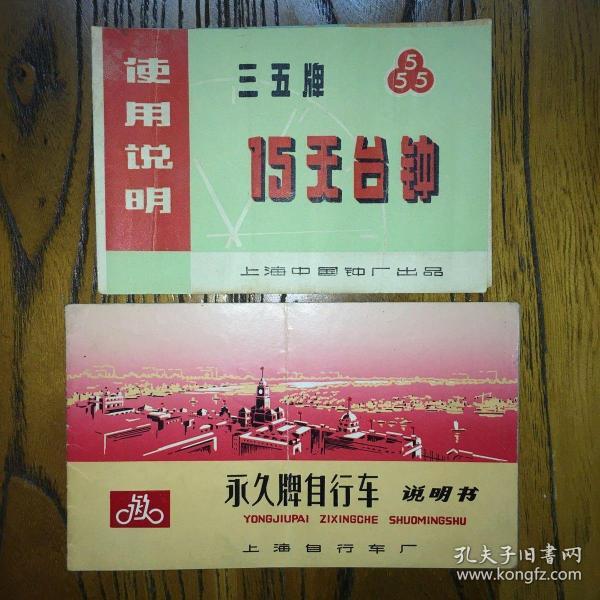 使用说明
三五牌
5
55
15天台钟
上海中国钟厂出品
永久牌自行车 说明书
YONGJIUPAI ZIXINGCHE SHUOMINGSHU
上海自行车厂
孔夫子旧书网
www.kongfz.com